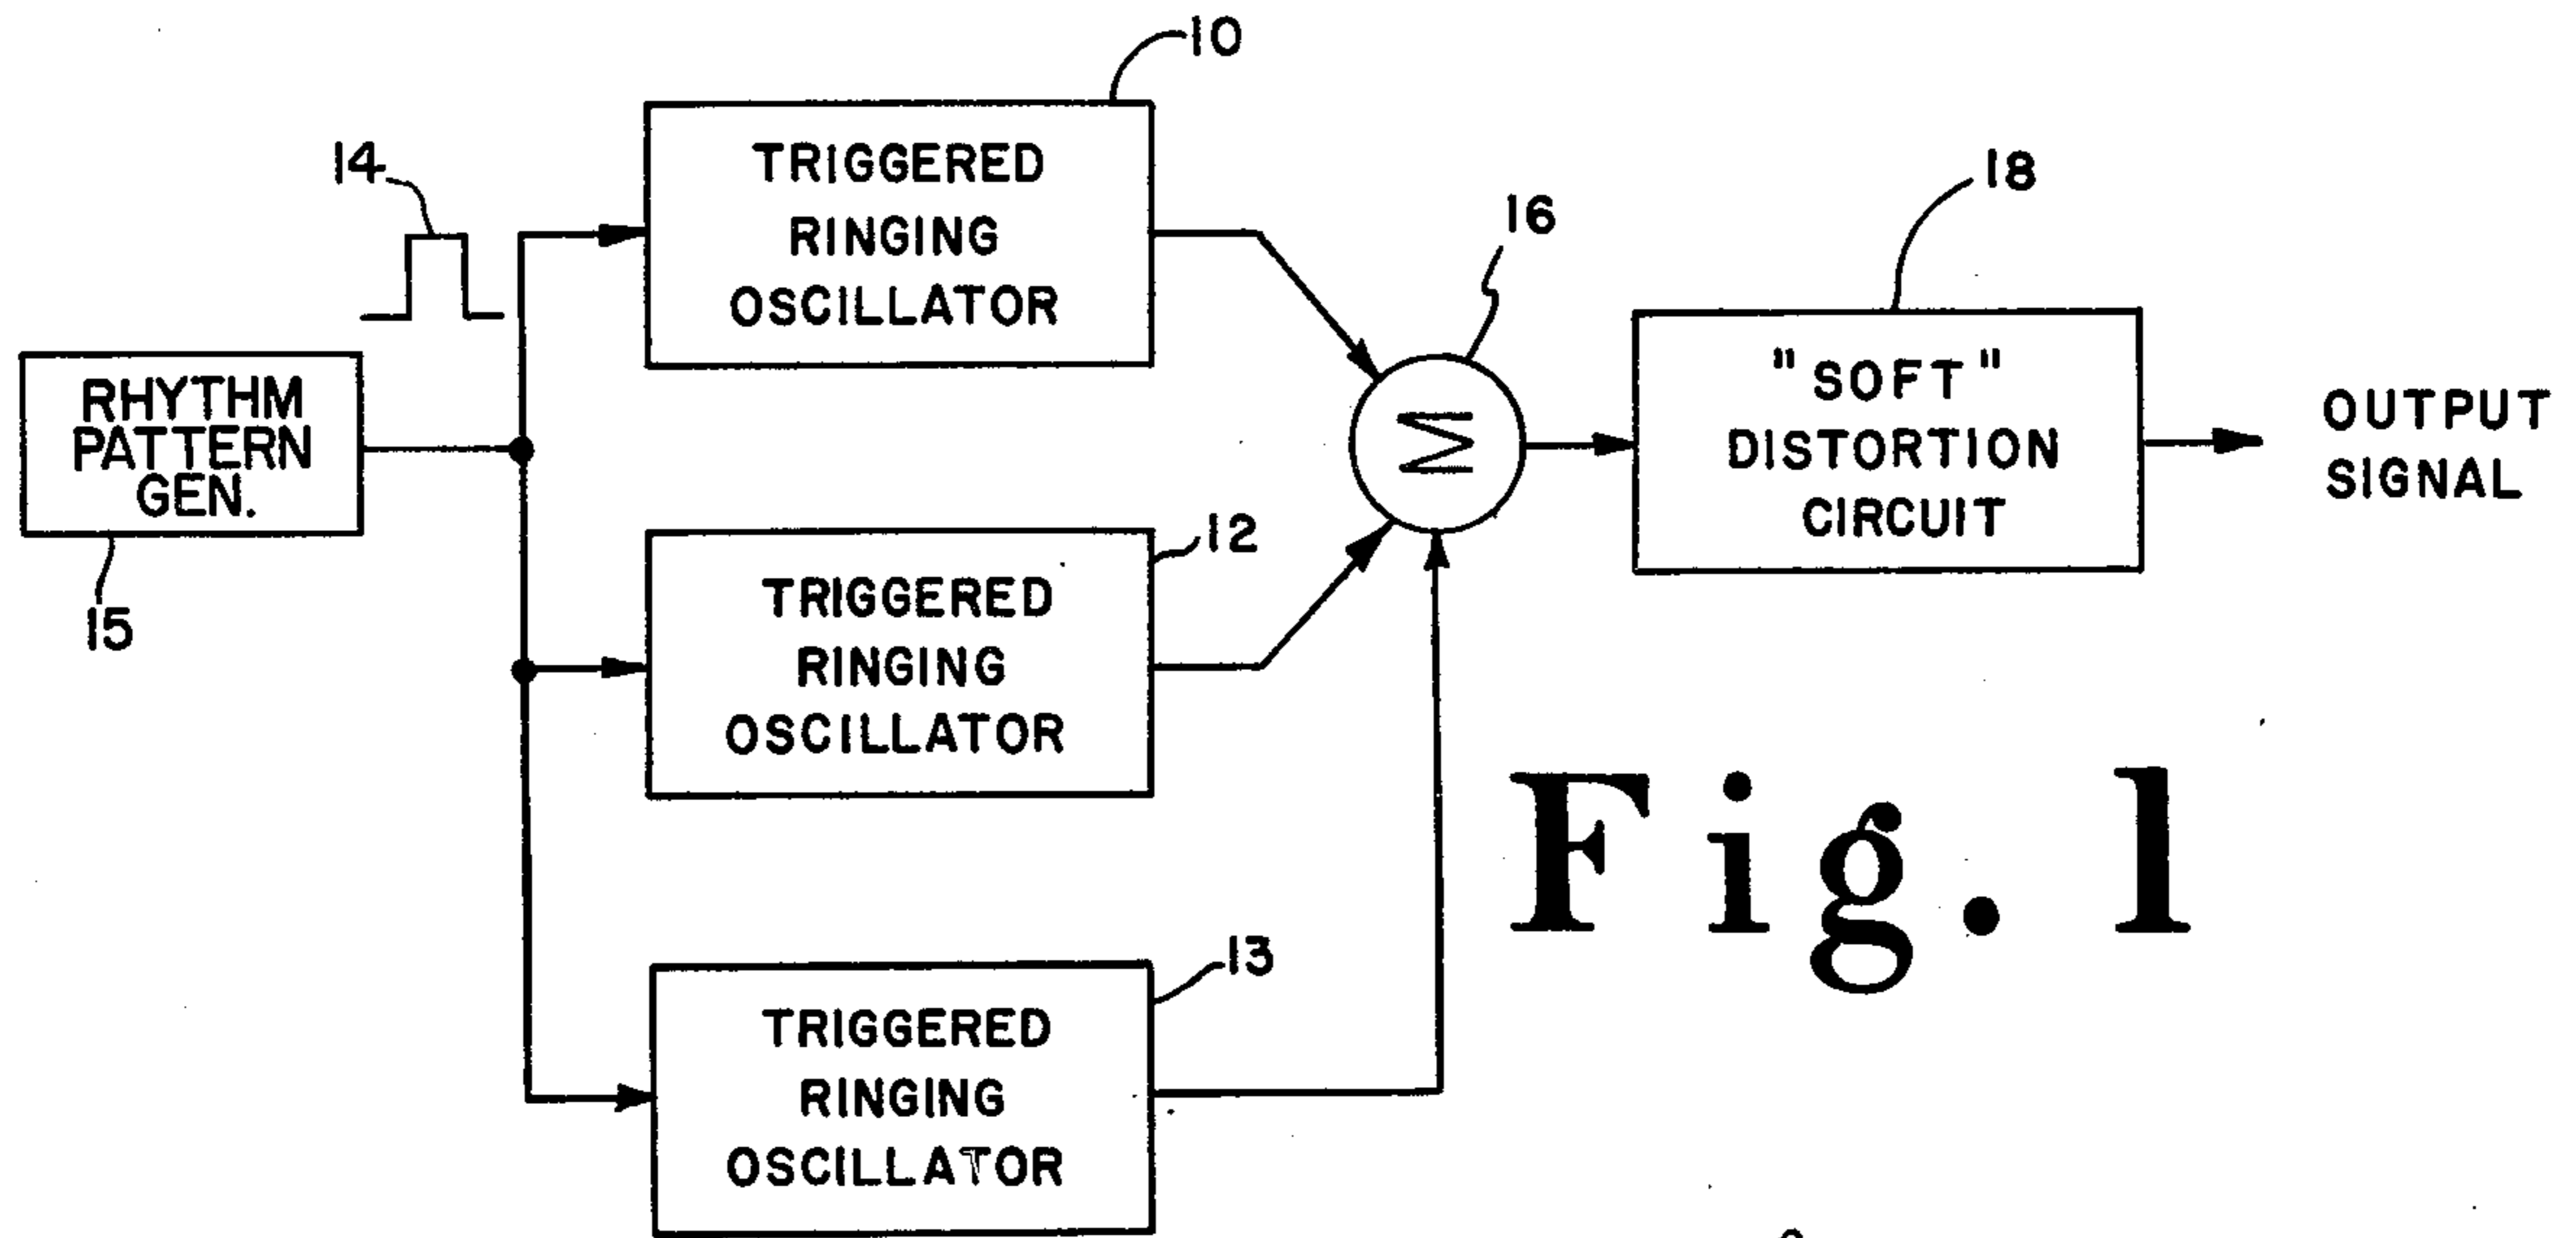 10
TRIGGERED
RINGING
OSCILLATOR
14
RHYTHM
PATTERN
GEN.
15
16
Σ
18
"SOFT"
DISTORTION
CIRCUIT
OUTPUT
SIGNAL
12
TRIGGERED
RINGING
OSCILLATOR
13
TRIGGERED
RINGING
OSCILLATOR
Fig. 1